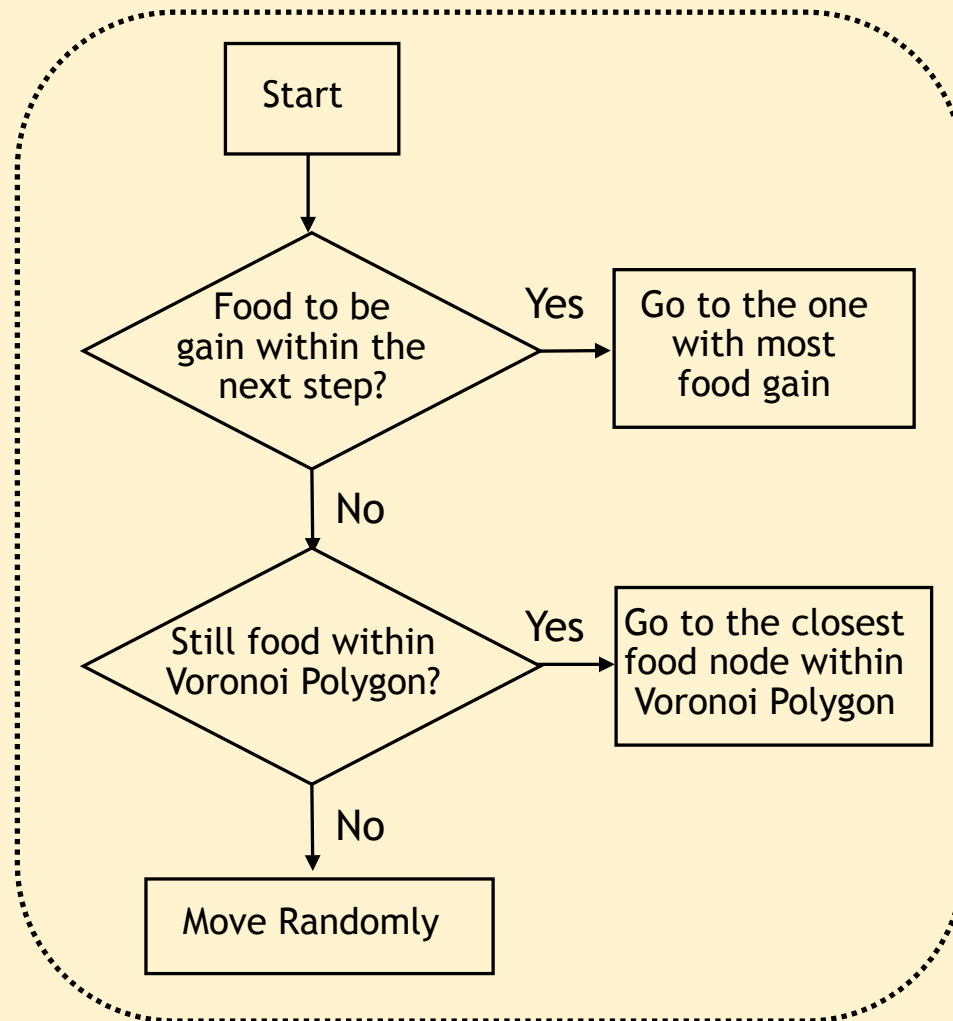 Start
Food to be
gain within the
next step?
Yes
Go to the one
with most
food gain
No
Still food within
Voronoi Polygon?
Yes
Go to the closest
food node within
Voronoi Polygon
No
Move Randomly